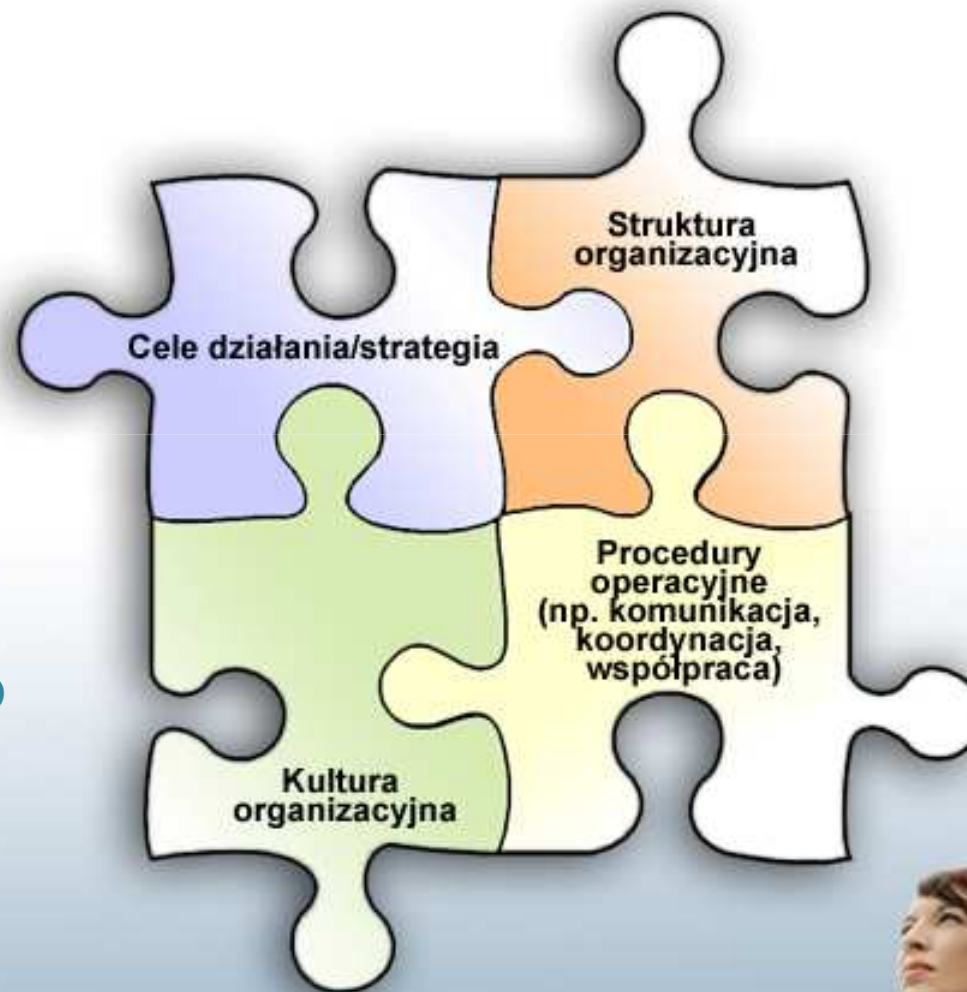 Struktura
organizacyjna
Cele działania/strategia
Procedury
operacyjne
(np. komunikacja,
koordynacja,
współpraca)
Kultura
organizacyjna